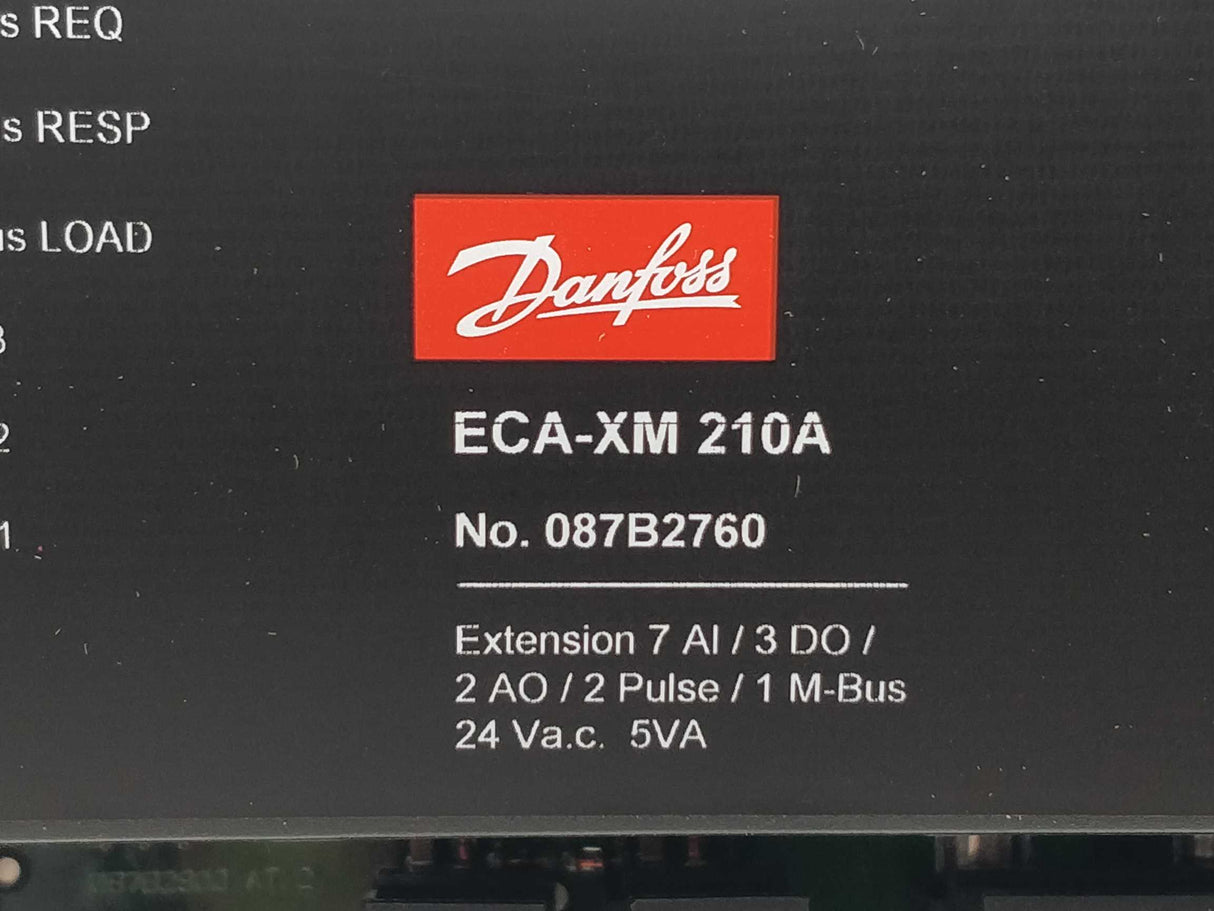 s REQ
s RESP
us LOAD
3
2
1
Danfoss
ECA-XM 210A
No. 087B2760
Extension 7 AI / 3 DO /
2 AO / 2 Pulse / 1 M-Bus
24 Va.c. 5VA